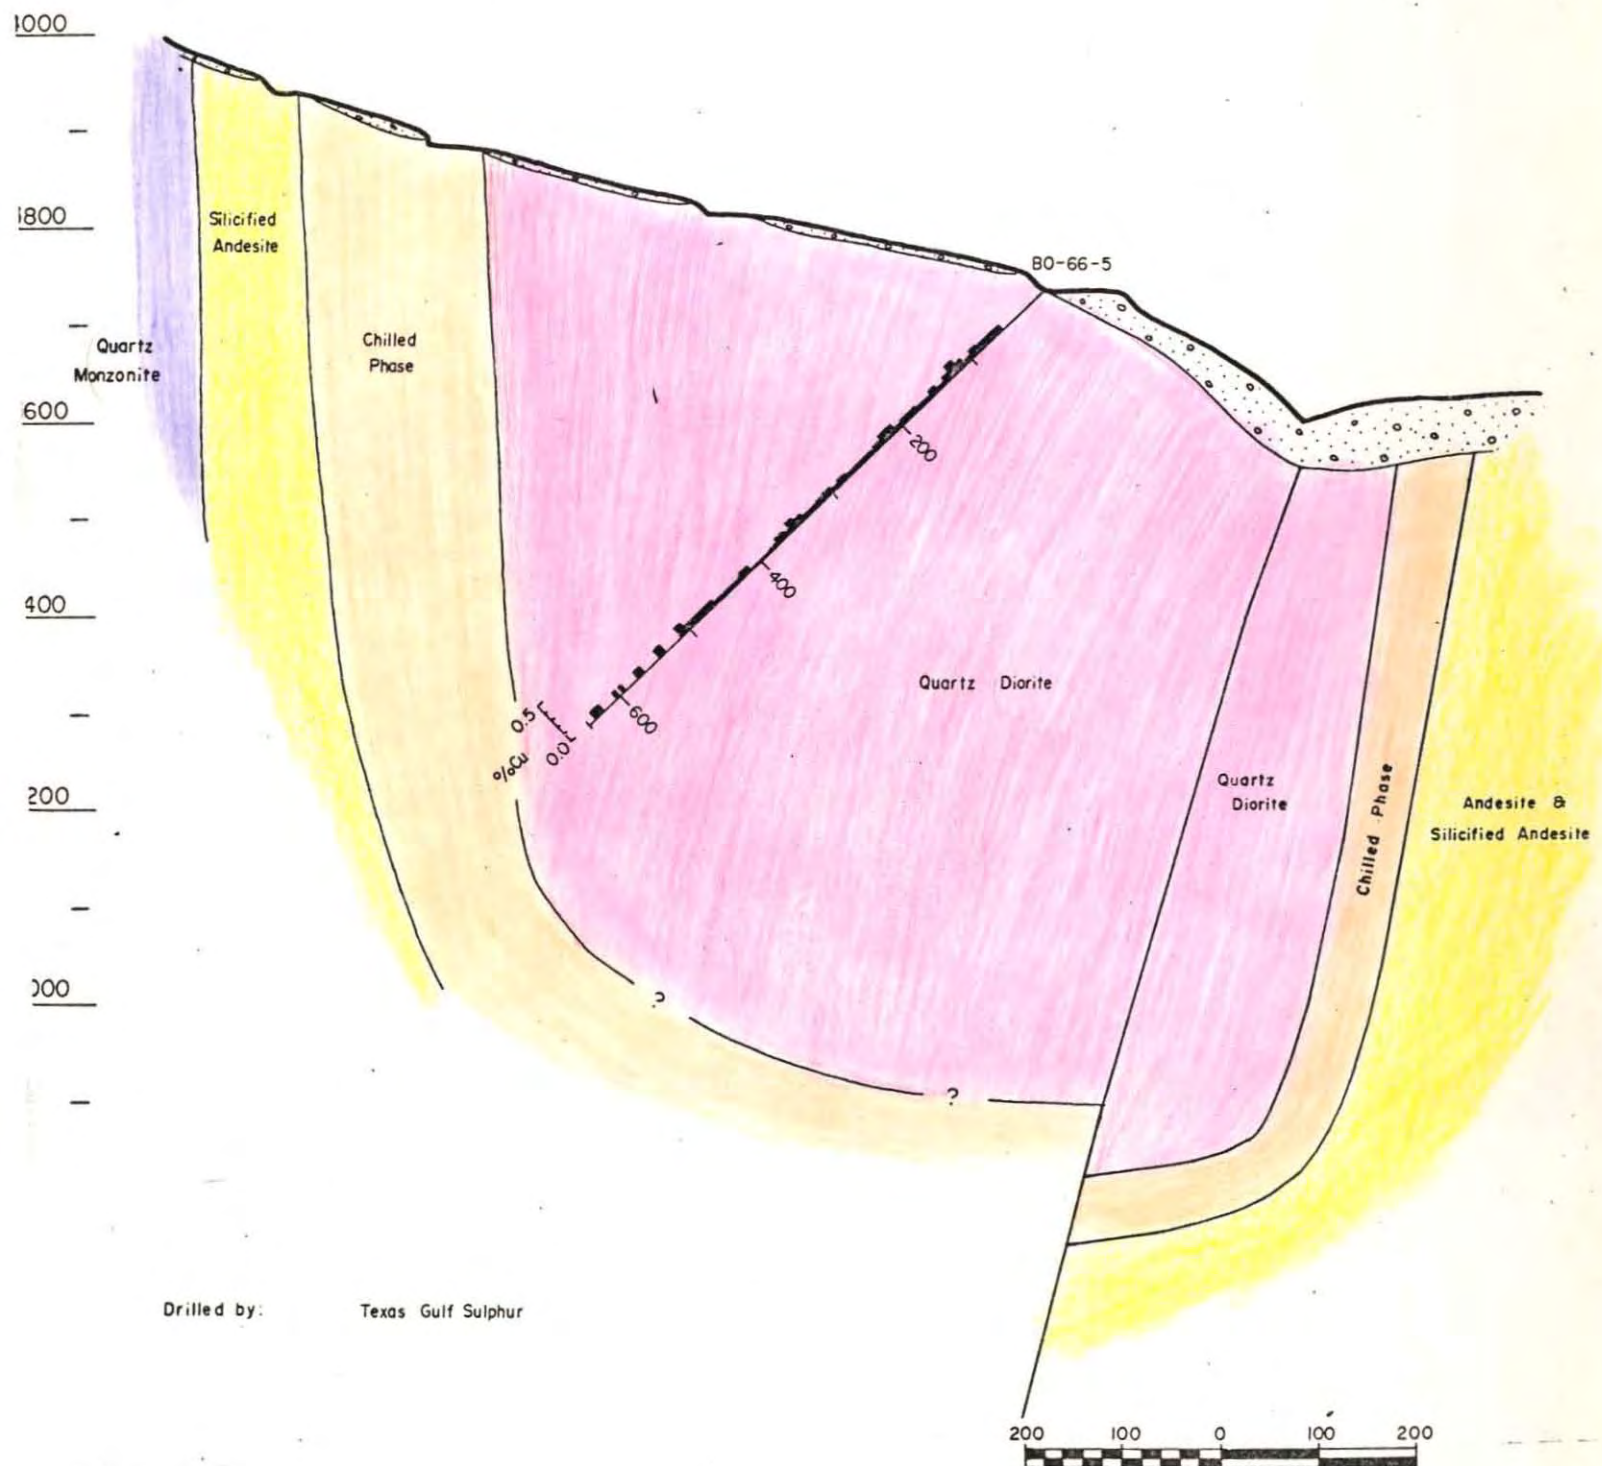 BO-66-5
Silicified
Andesite
Chilled
Phase
Quartz
Monzonite
600
400
200
200
400
600
0.5
0.0
%Cu
Quartz Diorite
Quartz
Diorite
Chilled Phase
Andesite &
Silicified Andesite
?
?
Drilled by: Texas Gulf Sulphur
200 100 0 100 200